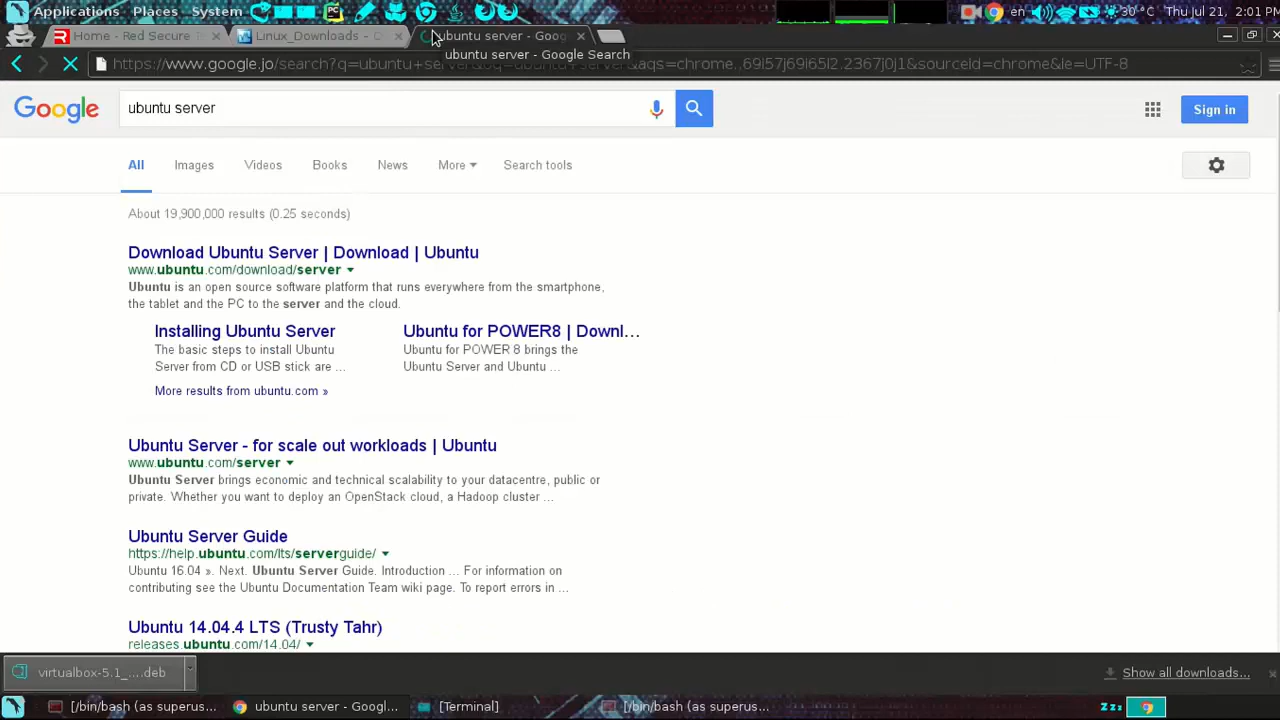 Applications Places System en 30 °C Thu Jul 21, 2:01 PM
Home - Red Secure T Linux_Downloads - O ubuntu server - Goog
ubuntu server - Google Search
https://www.google.jo/search?q=ubuntu+server&oq=ubuntu+server&aqs=chrome..69i57j69i65l2.2367j0j1&sourceid=chrome&ie=UTF-8
Google ubuntu server Sign in
All Images Videos Books News More Search tools
About 19,900,000 results (0.25 seconds)
Download Ubuntu Server | Download | Ubuntu
www.ubuntu.com/download/server
Ubuntu is an open source software platform that runs everywhere from the smartphone,
the tablet and the PC to the server and the cloud.
Installing Ubuntu Server Ubuntu for POWER8 | Downl...
The basic steps to install Ubuntu Ubuntu for POWER 8 brings the
Server from CD or USB stick are ... Ubuntu Server and Ubuntu ...
More results from ubuntu.com »
Ubuntu Server - for scale out workloads | Ubuntu
www.ubuntu.com/server
Ubuntu Server brings economic and technical scalability to your datacentre, public or
private. Whether you want to deploy an OpenStack cloud, a Hadoop cluster ...
Ubuntu Server Guide
https://help.ubuntu.com/lts/serverguide/
Ubuntu 16.04 ». Next. Ubuntu Server Guide. Introduction ... For information on
contributing see the Ubuntu Documentation Team wiki page. To report errors in ...
Ubuntu 14.04.4 LTS (Trusty Tahr)
releases.ubuntu.com/14.04/
virtualbox-5.1_...deb Show all downloads...
[/bin/bash (as superus... ubuntu server - Googl... [Terminal] [/bin/bash (as superus... Zzz